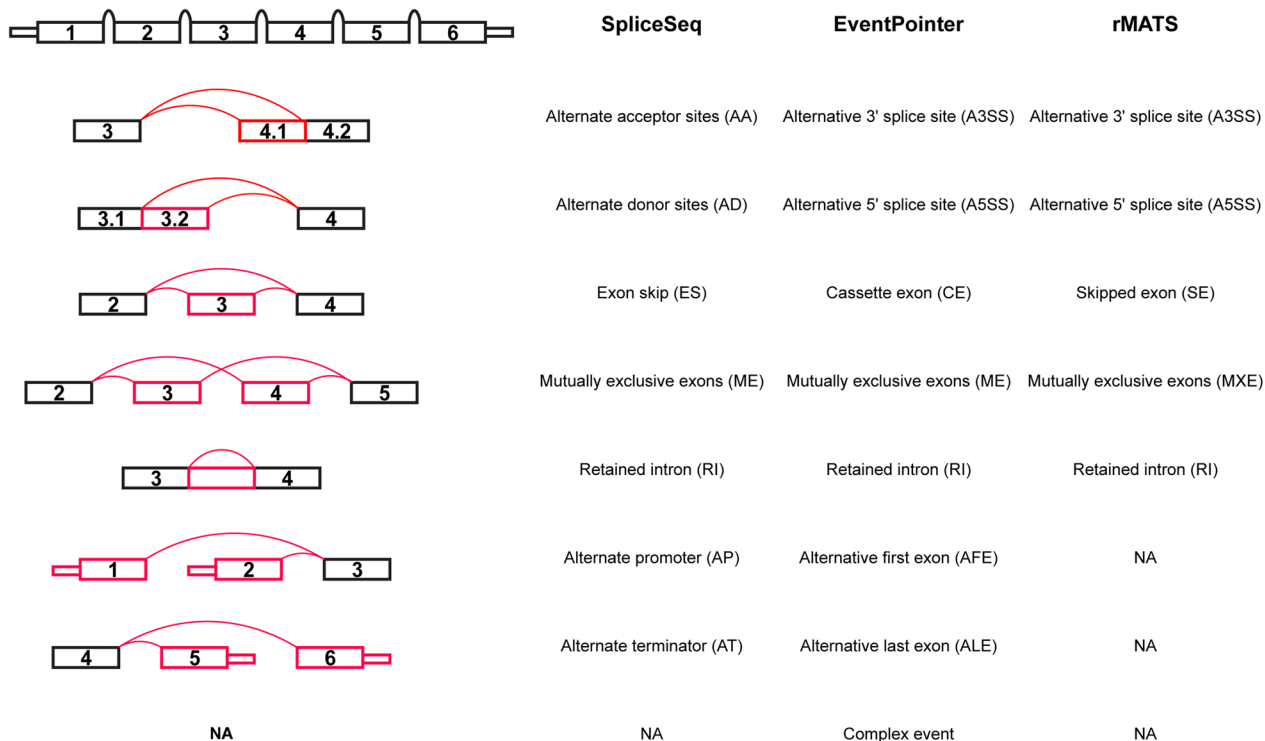 1 2 3 4 5 6 SpliceSeq EventPointer rMATS
3 4.1 4.2 Alternate acceptor sites (AA) Alternative 3' splice site (A3SS) Alternative 3' splice site (A3SS)
3.1 3.2 4 Alternate donor sites (AD) Alternative 5' splice site (A5SS) Alternative 5' splice site (A5SS)
2 3 4 Exon skip (ES) Cassette exon (CE) Skipped exon (SE)
2 3 4 5 Mutually exclusive exons (ME) Mutually exclusive exons (ME) Mutually exclusive exons (MXE)
3 4 Retained intron (RI) Retained intron (RI) Retained intron (RI)
1 2 3 Alternate promoter (AP) Alternative first exon (AFE) NA
4 5 6 Alternate terminator (AT) Alternative last exon (ALE) NA
NA NA Complex event NA